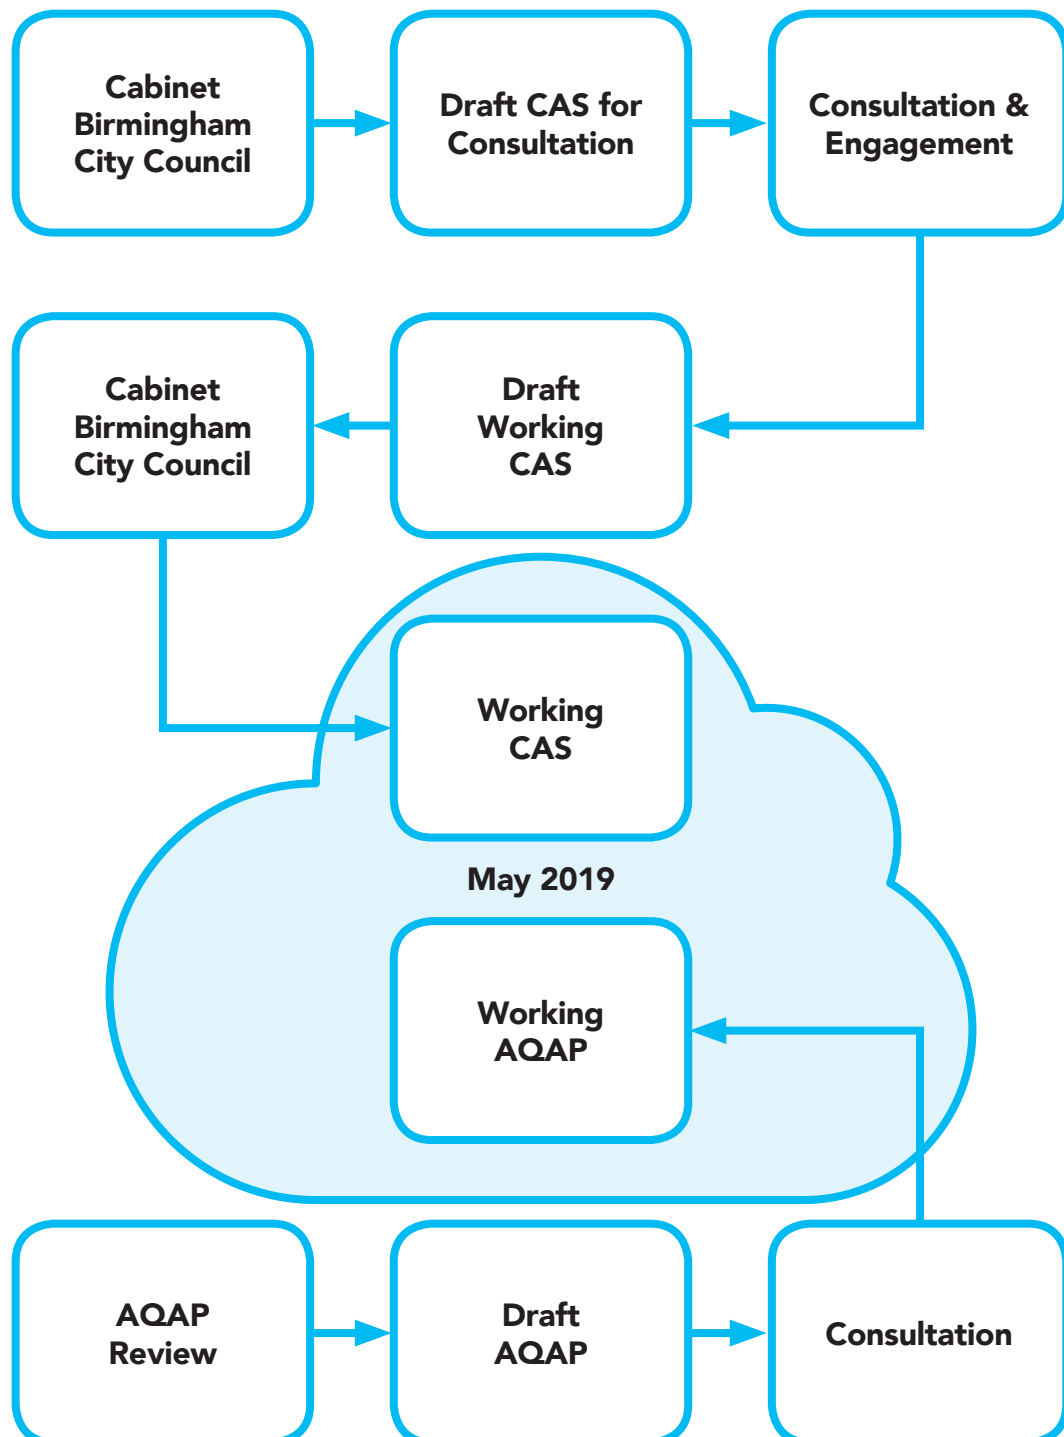 Cabinet
Birmingham
City Council
Draft CAS for
Consultation
Consultation &
Engagement
Cabinet
Birmingham
City Council
Draft
Working
CAS
Working
CAS
May 2019
Working
AQAP
AQAP
Review
Draft
AQAP
Consultation